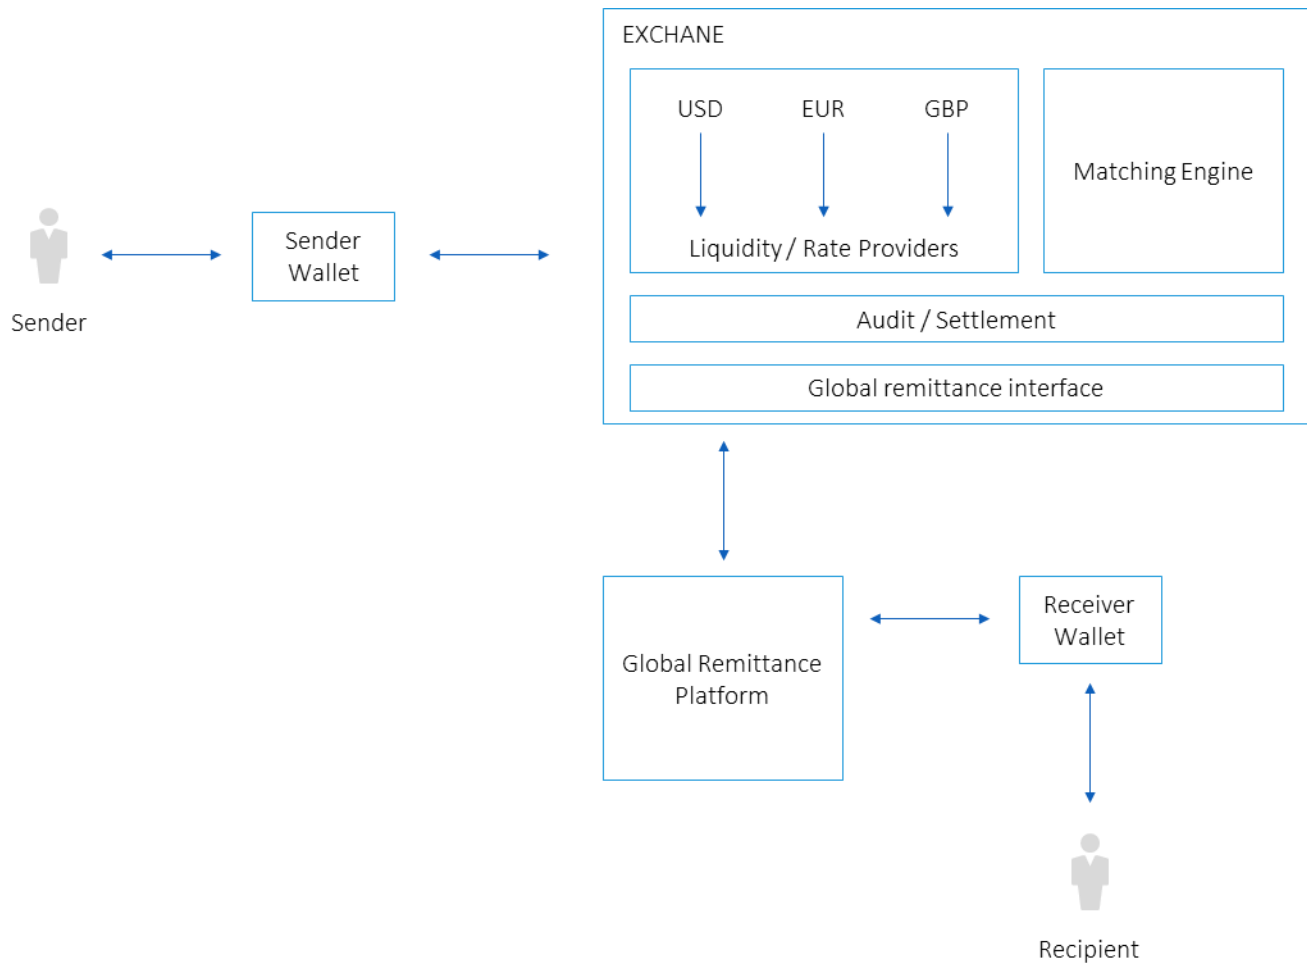 EXCHANE
USD EUR GBP
Matching Engine
Liquidity / Rate Providers
Sender
Wallet
Sender
Audit / Settlement
Global remittance interface
Global Remittance
Platform
Receiver
Wallet
Recipient